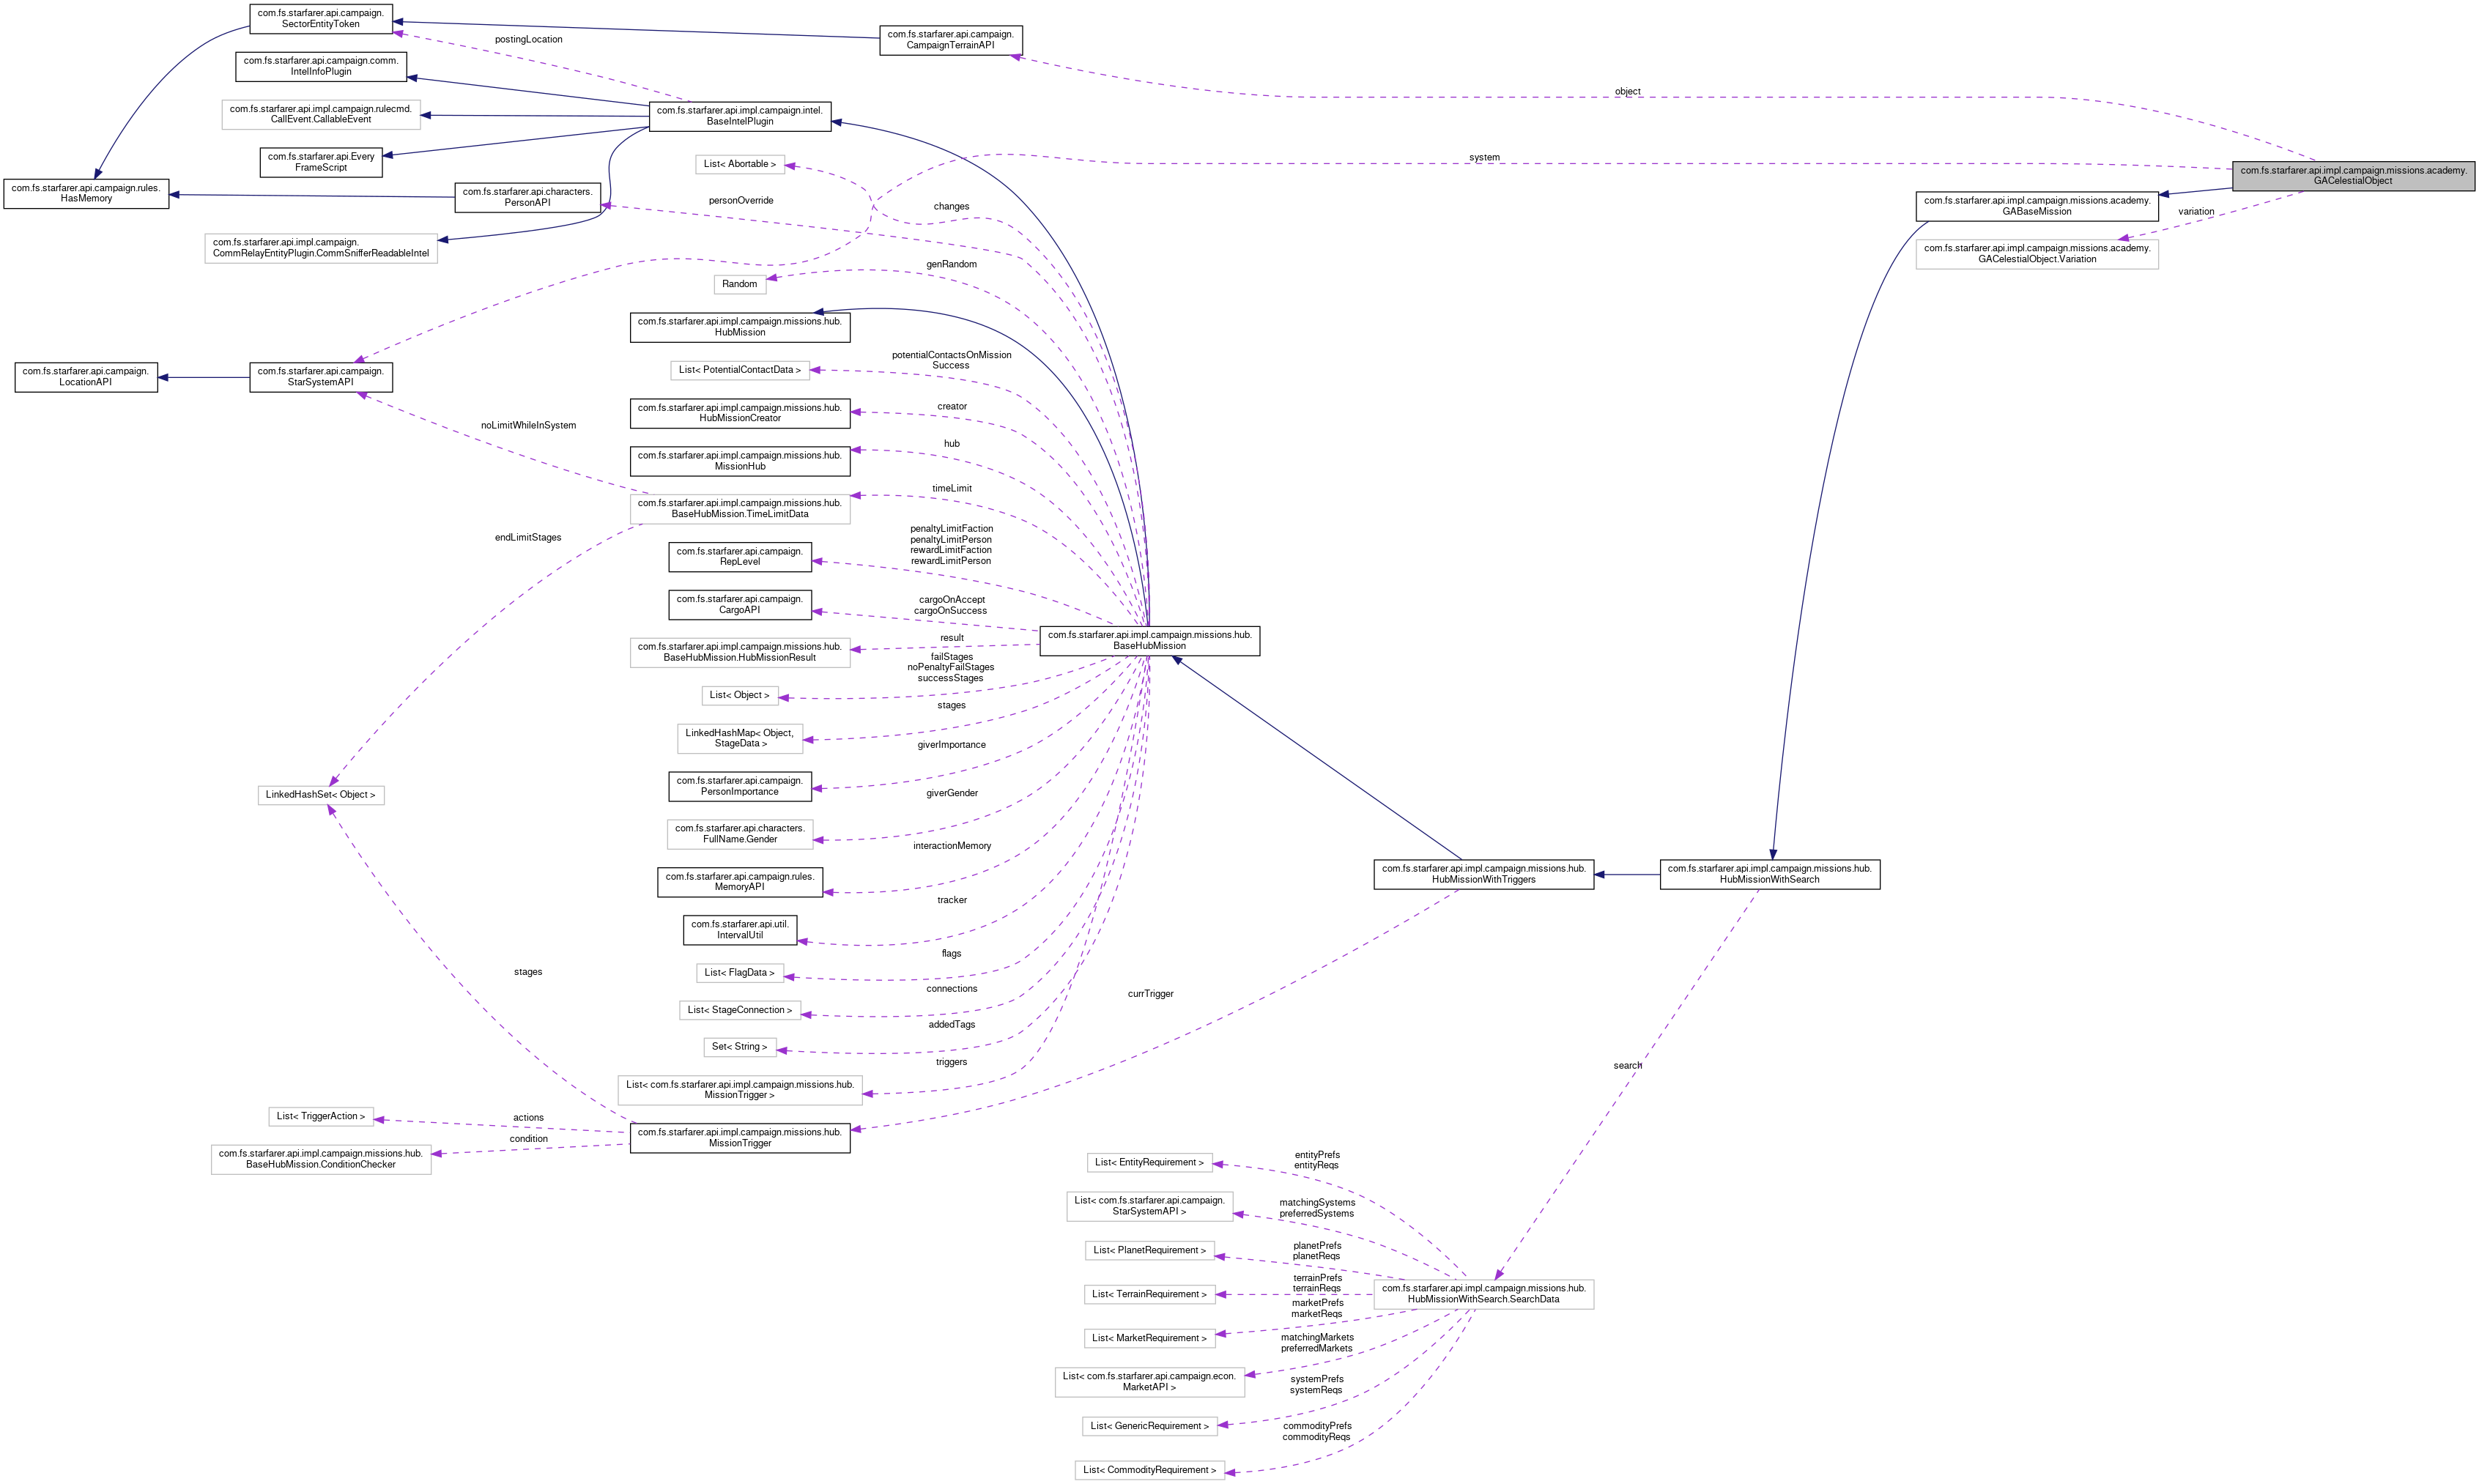 com.fs.starfarer.api.campaign.
SectorEntityToken
com.fs.starfarer.api.campaign.
CampaignTerrainAPI
postingLocation
com.fs.starfarer.api.campaign.comm.
IntelInfoPlugin
object
com.fs.starfarer.api.impl.campaign.rulecmd.
CallEvent.CallableEvent
com.fs.starfarer.api.impl.campaign.intel.
BaseIntelPlugin
com.fs.starfarer.api.Every
FrameScript
List< Abortable >
system
com.fs.starfarer.api.impl.campaign.missions.academy.
GACelestialObject
com.fs.starfarer.api.campaign.rules.
HasMemory
com.fs.starfarer.api.characters.
PersonAPI
personOverride
changes
com.fs.starfarer.api.impl.campaign.missions.academy.
GABaseMission
variation
com.fs.starfarer.api.impl.campaign.
CommRelayEntityPlugin.CommSnifferReadableIntel
com.fs.starfarer.api.impl.campaign.missions.academy.
GACelestialObject.Variation
genRandom
Random
com.fs.starfarer.api.impl.campaign.missions.hub.
HubMission
potentialContactsOnMission
Success
List< PotentialContactData >
com.fs.starfarer.api.campaign.
LocationAPI
com.fs.starfarer.api.campaign.
StarSystemAPI
creator
com.fs.starfarer.api.impl.campaign.missions.hub.
HubMissionCreator
noLimitWhileInSystem
hub
com.fs.starfarer.api.impl.campaign.missions.hub.
MissionHub
timeLimit
com.fs.starfarer.api.impl.campaign.missions.hub.
BaseHubMission.TimeLimitData
endLimitStages
penaltyLimitFaction
penaltyLimitPerson
rewardLimitFaction
rewardLimitPerson
com.fs.starfarer.api.campaign.
RepLevel
com.fs.starfarer.api.campaign.
CargoAPI
cargoOnAccept
cargoOnSuccess
com.fs.starfarer.api.impl.campaign.missions.hub.
BaseHubMission
result
com.fs.starfarer.api.impl.campaign.missions.hub.
BaseHubMission.HubMissionResult
failStages
noPenaltyFailStages
successStages
List< Object >
stages
LinkedHashMap< Object,
StageData >
giverImportance
com.fs.starfarer.api.campaign.
PersonImportance
LinkedHashSet< Object >
giverGender
com.fs.starfarer.api.characters.
FullName.Gender
interactionMemory
com.fs.starfarer.api.campaign.rules.
MemoryAPI
com.fs.starfarer.api.impl.campaign.missions.hub.
HubMissionWithTriggers
com.fs.starfarer.api.impl.campaign.missions.hub.
HubMissionWithSearch
tracker
com.fs.starfarer.api.util.
IntervalUtil
flags
List< FlagData >
stages
connections
currTrigger
List< StageConnection >
addedTags
Set< String >
triggers
search
List< com.fs.starfarer.api.impl.campaign.missions.hub.
MissionTrigger >
List< TriggerAction >
actions
com.fs.starfarer.api.impl.campaign.missions.hub.
MissionTrigger
condition
com.fs.starfarer.api.impl.campaign.missions.hub.
BaseHubMission.ConditionChecker
List< EntityRequirement >
entityPrefs
entityReqs
List< com.fs.starfarer.api.campaign.
StarSystemAPI >
matchingSystems
preferredSystems
List< PlanetRequirement >
planetPrefs
planetReqs
List< TerrainRequirement >
terrainPrefs
terrainReqs
com.fs.starfarer.api.impl.campaign.missions.hub.
HubMissionWithSearch.SearchData
marketPrefs
marketReqs
List< MarketRequirement >
matchingMarkets
preferredMarkets
List< com.fs.starfarer.api.campaign.econ.
MarketAPI >
systemPrefs
systemReqs
List< GenericRequirement >
commodityPrefs
commodityReqs
List< CommodityRequirement >